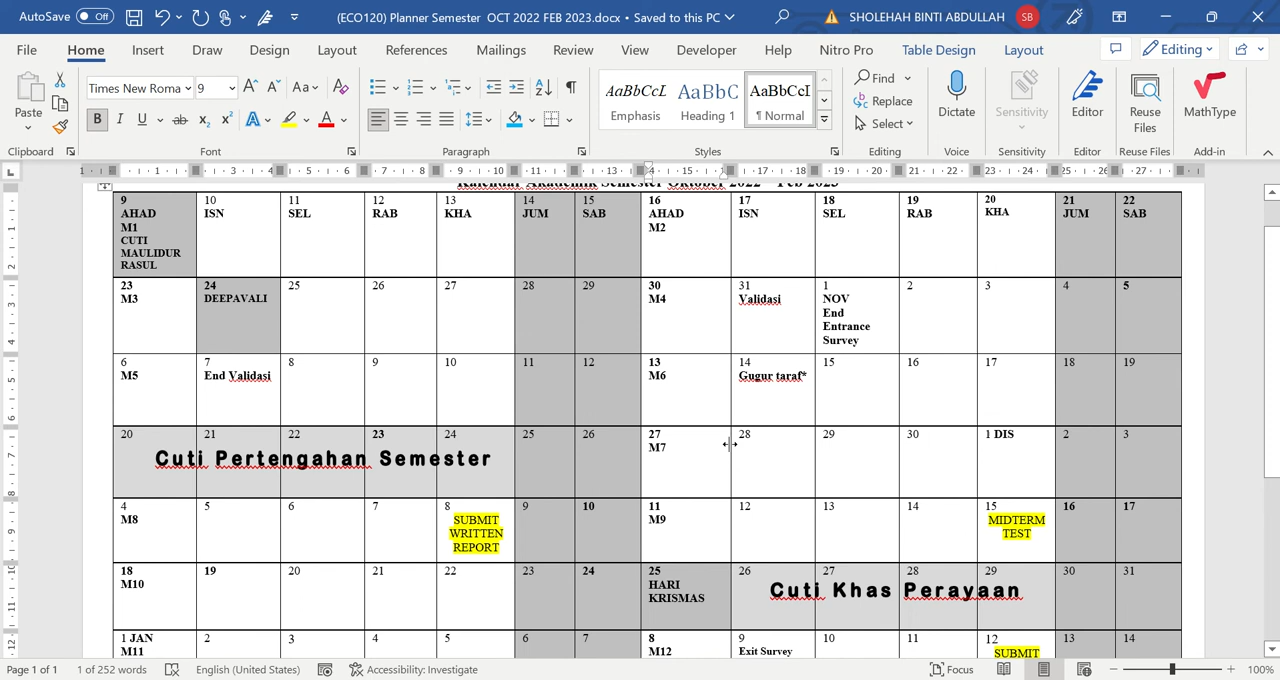 AutoSave Off (ECO120) Planner Semester OCT 2022 FEB 2023.docx • Saved to this PC SHOLEHAH BINTI ABDULLAH SB
File Home Insert Draw Design Layout References Mailings Review View Developer Help Nitro Pro Table Design Layout Editing
Paste Times New Roma 9 Aa A
B I U ab x₂ x² A A
AaBbCcL AaBbC AaBbCcI
Emphasis Heading 1 ¶ Normal
Find
Replace
Select
Dictate Sensitivity Editor Reuse Files MathType
Clipboard Font Paragraph Styles Editing Voice Sensitivity Editor Reuse Files Add-in
Kalendar Akademik Semester Oktober 2022 – Feb 2023
9 AHAD M1 CUTI MAULIDUR RASUL
10 ISN
11 SEL
12 RAB
13 KHA
14 JUM
15 SAB
16 AHAD M2
17 ISN
18 SEL
19 RAB
20 KHA
21 JUM
22 SAB
23 M3
24 DEEPAVALI
25
26
27
28
29
30 M4
31 Validasi
1 NOV End Entrance Survey
2
3
4
5
6 M5
7 End Validasi
8
9
10
11
12
13 M6
14 Gugur taraf*
15
16
17
18
19
20
21
22
23
24
Cuti Pertengahan Semester
25
26
27 M7
28
29
30
1 DIS
2
3
4 M8
5
6
7
8 SUBMIT WRITTEN REPORT
9
10
11 M9
12
13
14
15 MIDTERM TEST
16
17
18 M10
19
20
21
22
23
24
25 HARI KRISMAS
26
27
28
29
Cuti Khas Perayaan
30
31
1 JAN M11
2
3
4
5
6
7
8 M12
9 Exit Survey
10
11
12 SUBMIT
13
14
Page 1 of 1 1 of 252 words English (United States) Accessibility: Investigate Focus 100%